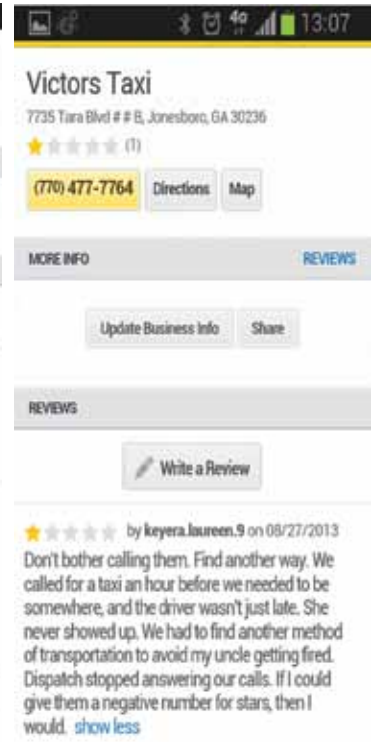 4G 13:07
Victors Taxi
7735 Tara Blvd # # B, Jonesboro, GA 30236
(1)
(770) 477-7764 Directions Map
MORE INFO REVIEWS
Update Business Info Share
REVIEWS
Write a Review
by keyera.laureen.9 on 08/27/2013
Don't bother calling them. Find another way. We
called for a taxi an hour before we needed to be
somewhere, and the driver wasn't just late. She
never showed up. We had to find another method
of transportation to avoid my uncle getting fired.
Dispatch stopped answering our calls. If I could
give them a negative number for stars, then I
would. show less